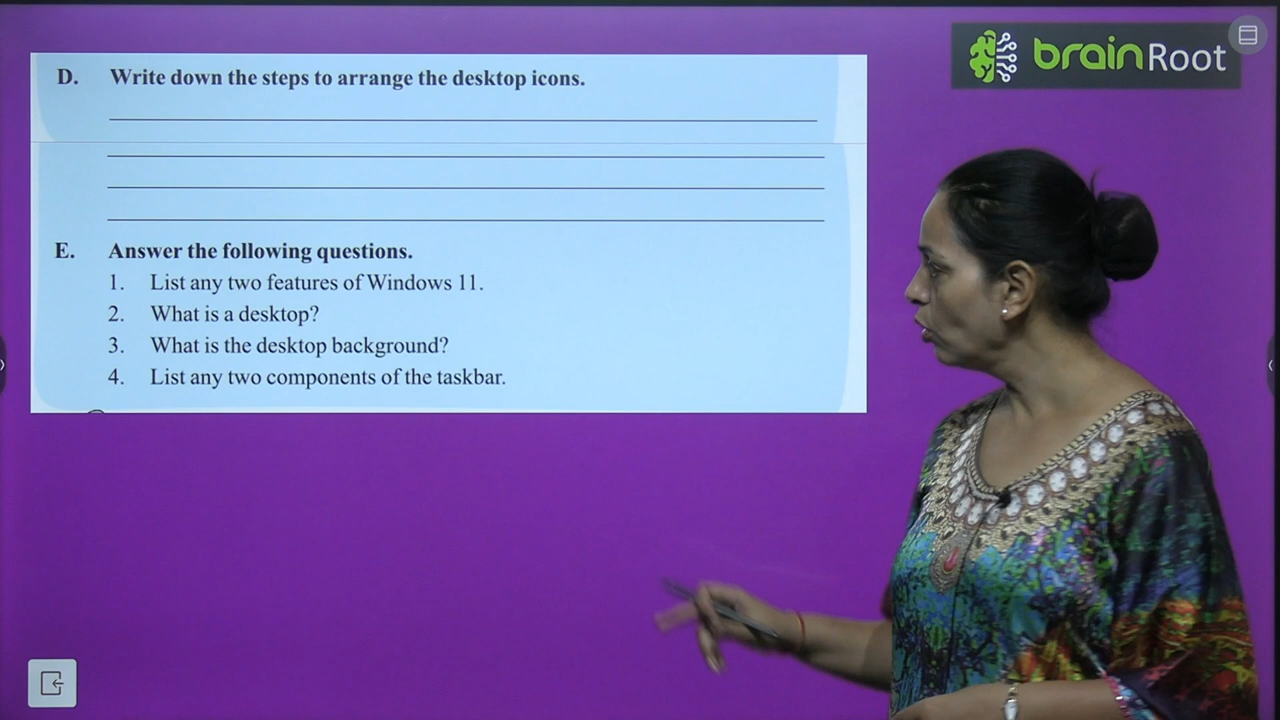 brainRoot
D. Write down the steps to arrange the desktop icons.
E. Answer the following questions.
1. List any two features of Windows 11.
2. What is a desktop?
3. What is the desktop background?
4. List any two components of the taskbar.